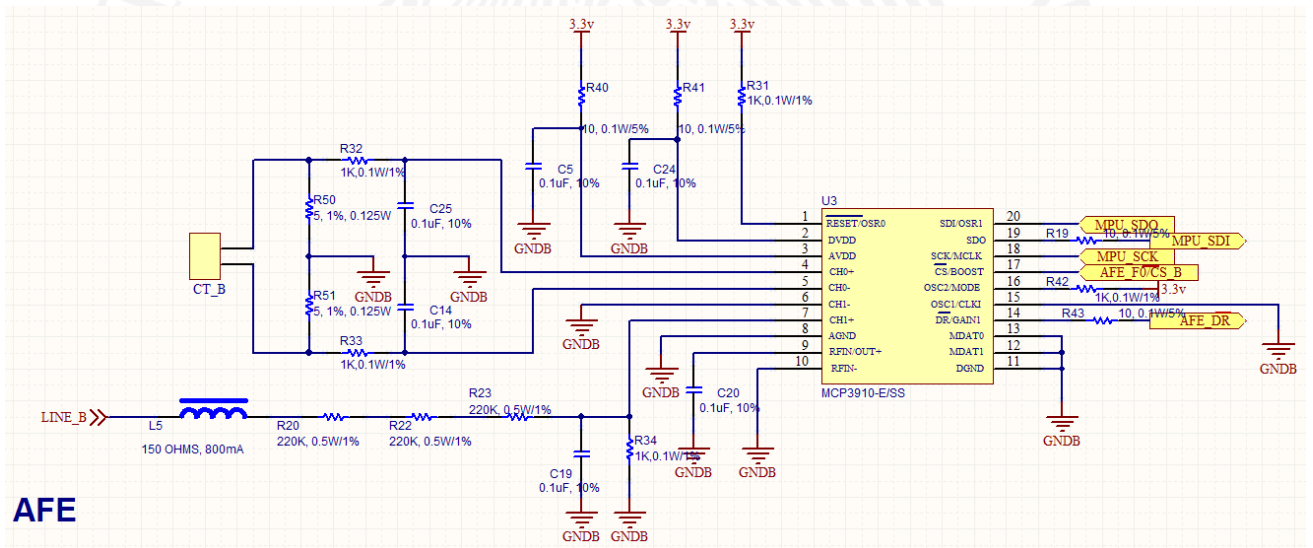 3.3v
3.3v
3.3v
R40
10, 0.1W/5%
R41
10, 0.1W/5%
R31
1K,0.1W/1%
R32
1K,0.1W/1%
C5
0.1uF, 10%
GNDB
C24
0.1uF, 10%
GNDB
R50
5, 1%, 0.125W
C25
0.1uF, 10%
CT_B
GNDB
GNDB
R51
5, 1%, 0.125W
C14
0.1uF, 10%
R33
1K,0.1W/1%
U3
1 RESET/OSR0
2 DVDD
3 AVDD
4 CH0+
5 CH0-
6 CH1-
7 CH1+
8 AGND
9 RFIN/OUT+
10 RFIN-
SDI/OSR1 20
SDO 19
SCK/MCLK 18
CS/BOOST 17
OSC2/MODE 16
OSC1/CLKI 15
DR/GAIN1 14
MDAT0 13
MDAT1 12
DGND 11
MCP3910-E/SS
MPU_SDO
R19
10, 0.1W/5%
MPU_SDI
MPU_SCK
AFE_F0/CS_B
R42
1K,0.1W/1%
3.3v
R43
10, 0.1W/5%
AFE_DR
GNDB
GNDB
GNDB
GNDB
C20
0.1uF, 10%
GNDB
GNDB
LINE_B
L5
150 OHMS, 800mA
R20
220K, 0.5W/1%
R22
220K, 0.5W/1%
R23
220K, 0.5W/1%
R34
1K,0.1W/1%
C19
0.1uF, 10%
GNDB
GNDB
AFE